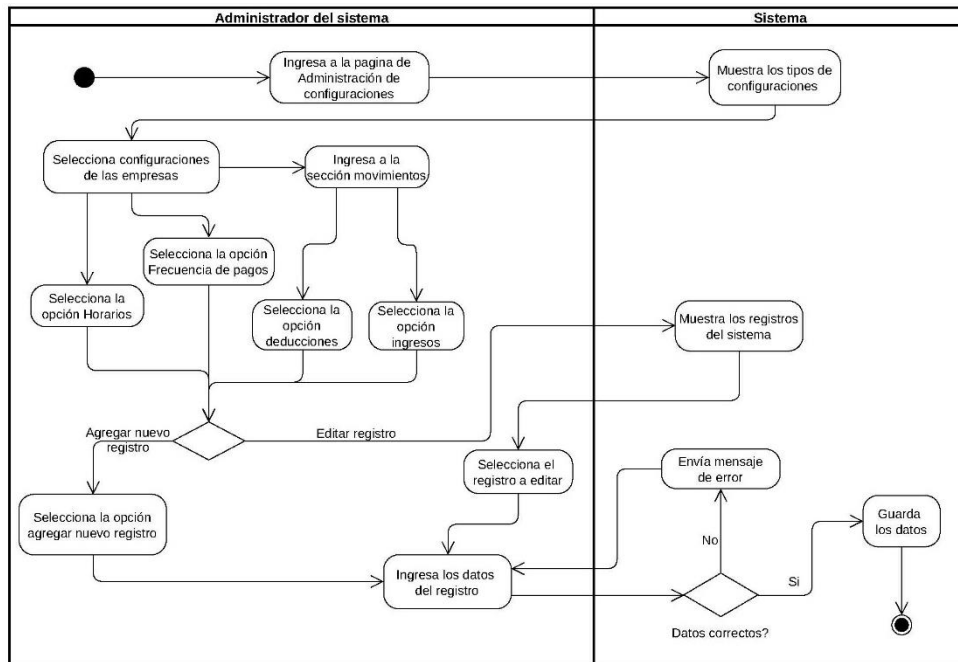 Administrador del sistema
Sistema
Ingresa a la pagina de
Administración de
configuraciones
Muestra los tipos de
configuraciones
Selecciona configuraciones
de las empresas
Ingresa a la
sección movimientos
Selecciona la opción
Frecuencia de pagos
Selecciona la
opción Horarios
Selecciona la
opción
deducciones
Selecciona la
opción
ingresos
Muestra los registros
del sistema
Agregar nuevo
registro
Editar registro
Selecciona el
registro a editar
Envía mensaje
de error
Selecciona la opción
agregar nuevo registro
Guarda
los datos
No
Ingresa los datos
del registro
Si
Datos correctos?